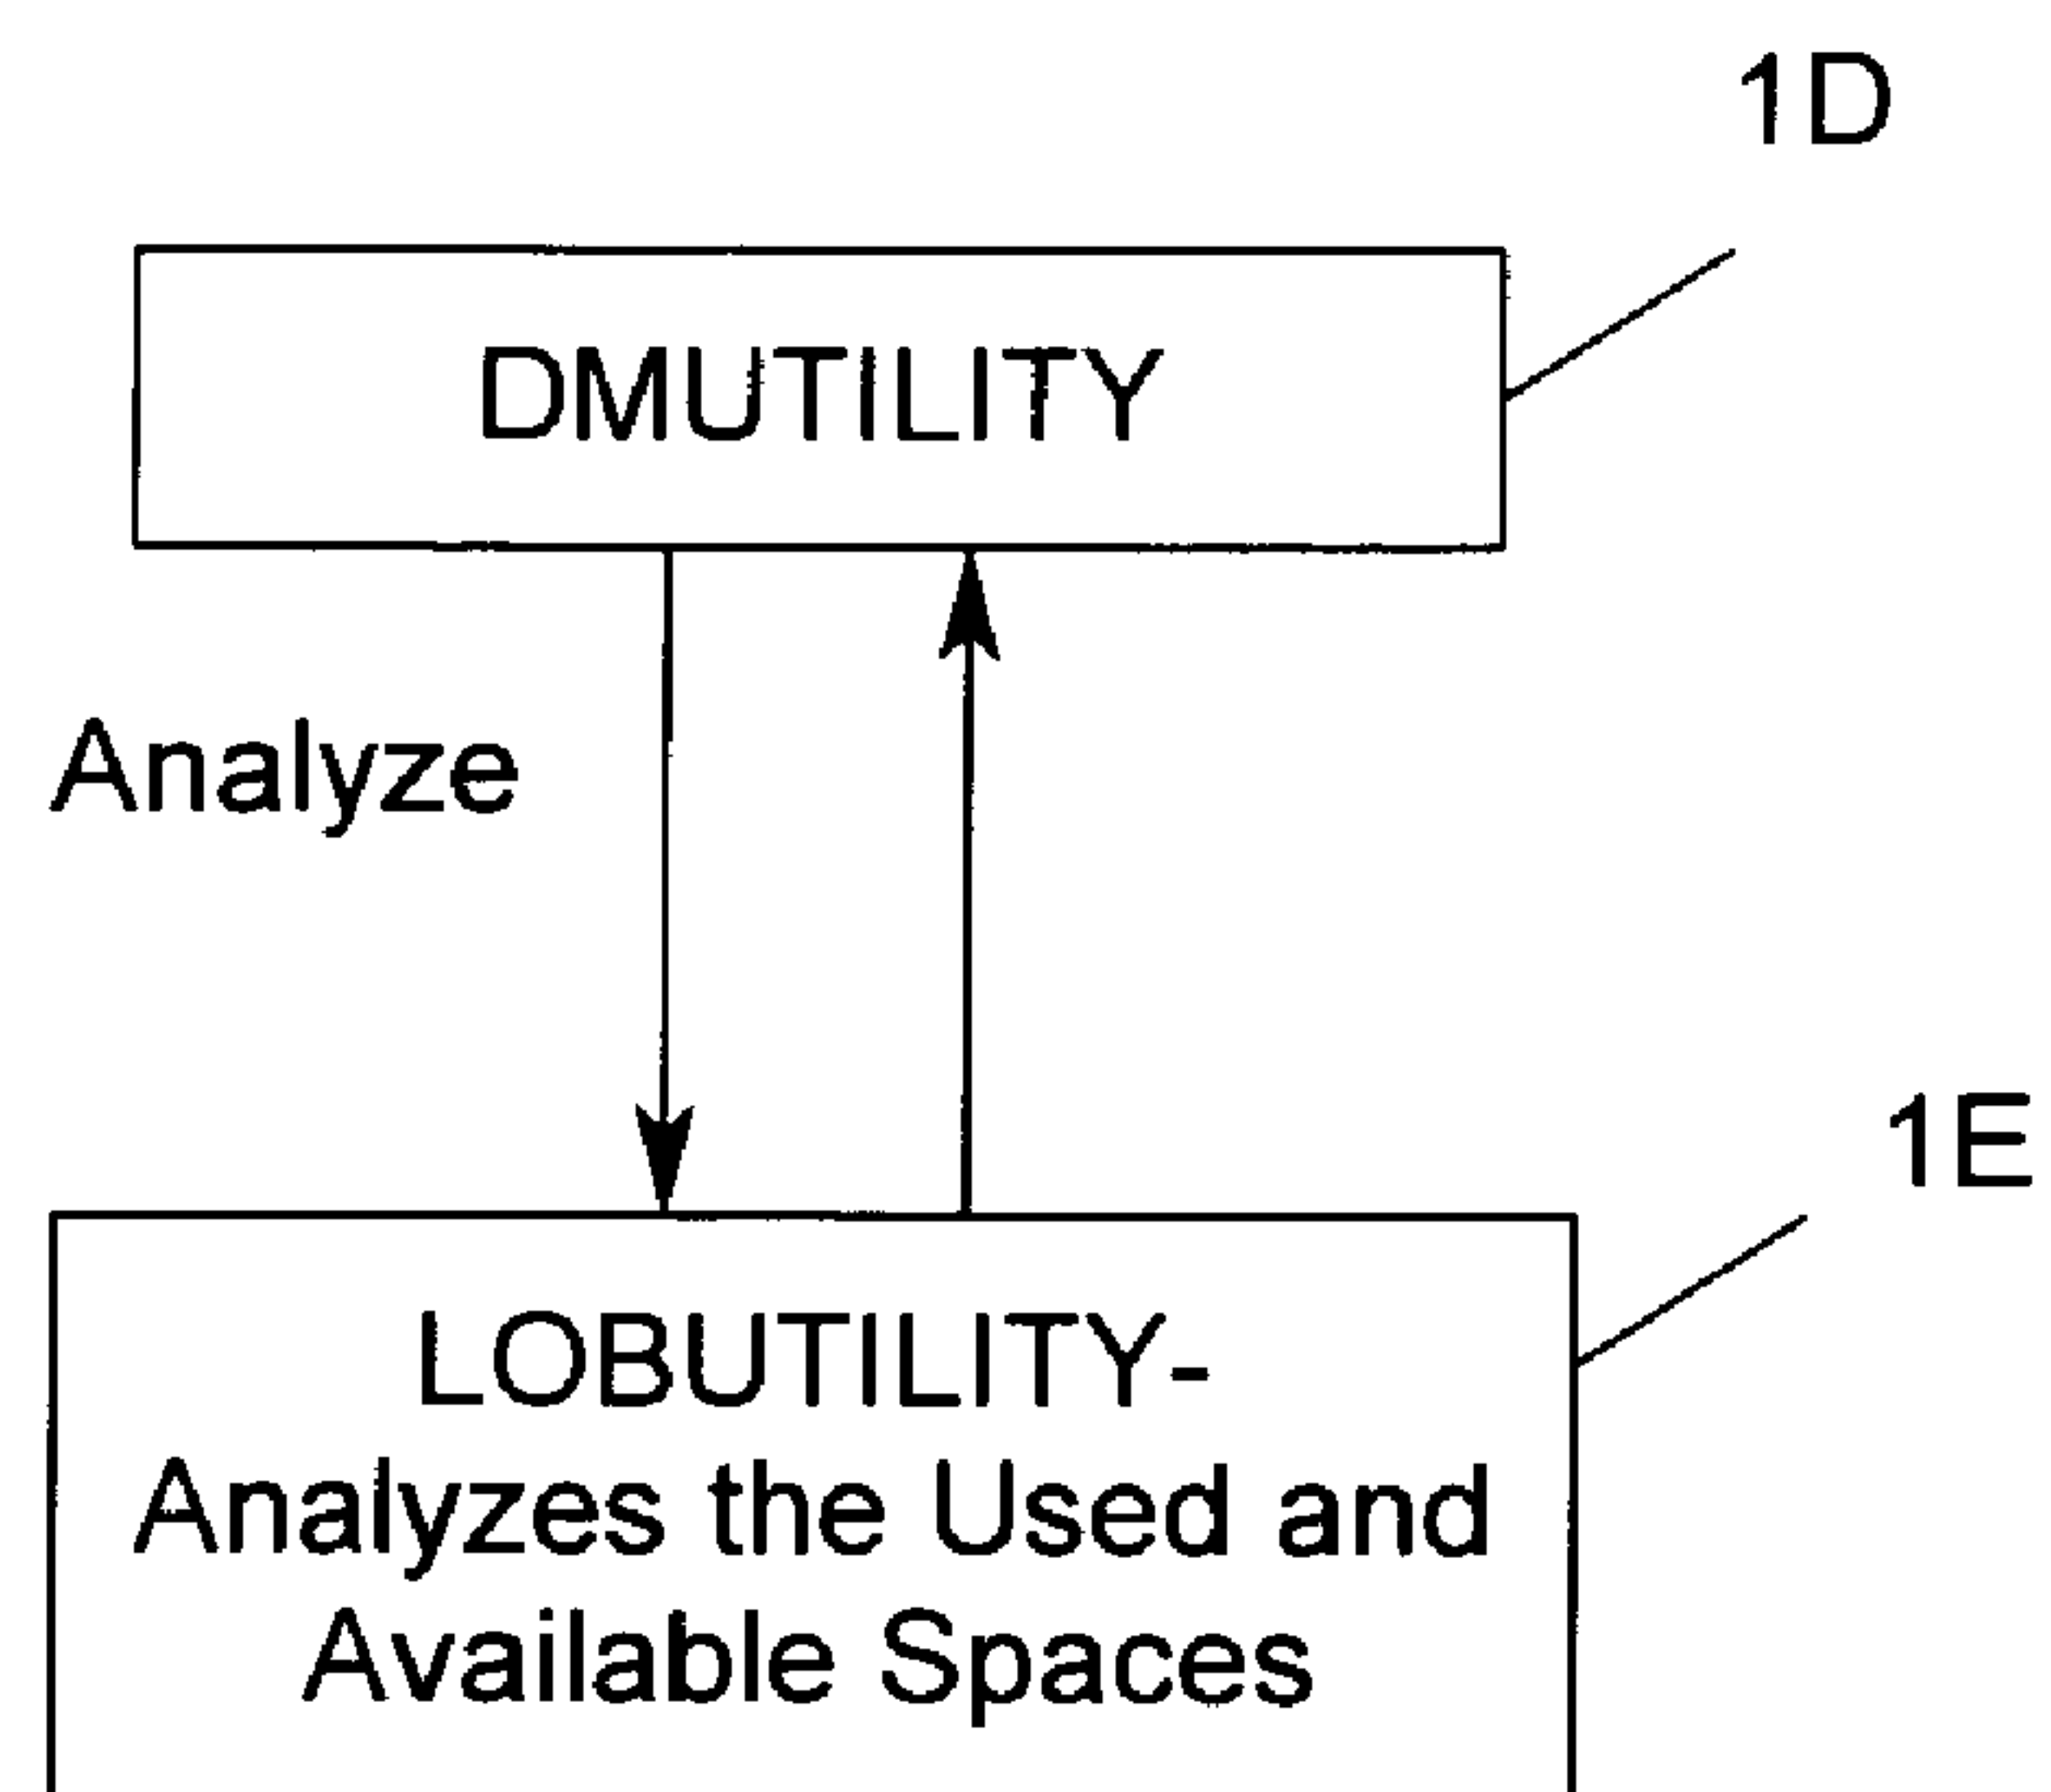 1D
DMUTILITY
Analyze
1E
LOBUTILITY-
Analyzes the Used and
Available Spaces